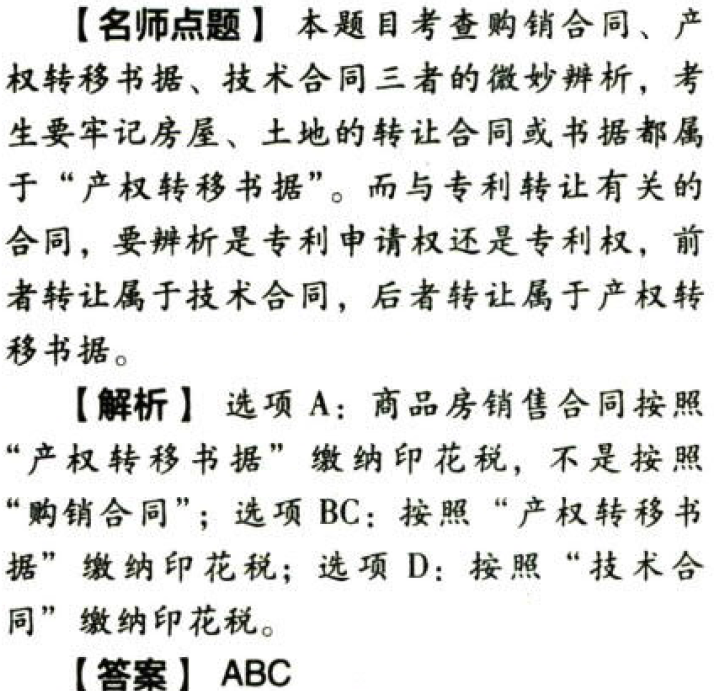 【名师点题】 本题目考查购销合同、产
权转移书据、技术合同三者的微妙辨析，考
生要牢记房屋、土地的转让合同或书据都属
于“产权转移书据”。而与专利转让有关的
合同，要辨析是专利申请权还是专利权，前
者转让属于技术合同，后者转让属于产权转
移书据。
【解析】 选项 A：商品房销售合同按照
“产权转移书据”缴纳印花税，不是按照
“购销合同”；选项 BC：按照“产权转移书
据”缴纳印花税；选项 D：按照“技术合
同”缴纳印花税。
【答案】 ABC